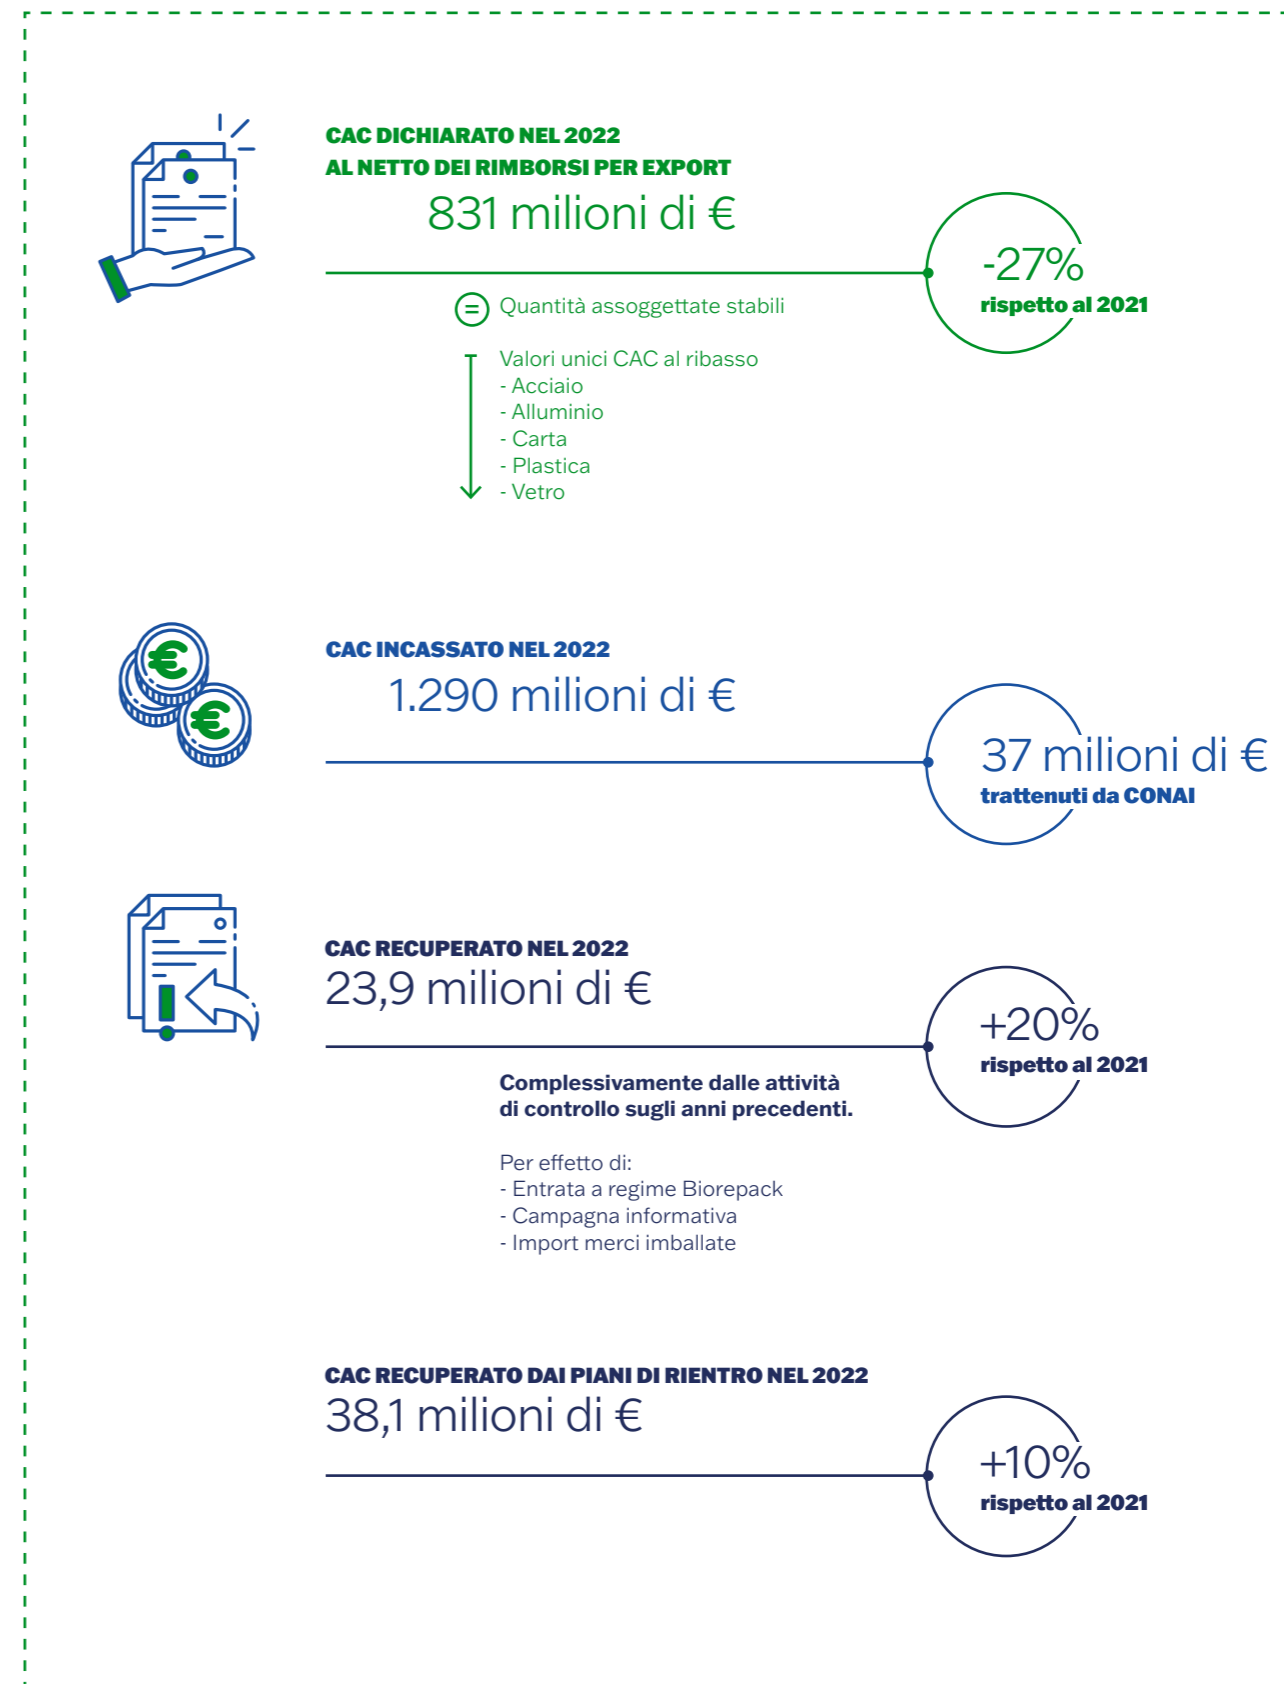 CAC DICHIARATO NEL 2022
AL NETTO DEI RIMBORSI PER EXPORT
831 milioni di €
-27%
rispetto al 2021
= Quantità assoggettate stabili
Valori unici CAC al ribasso
- Acciaio
- Alluminio
- Carta
- Plastica
- Vetro
CAC INCASSATO NEL 2022
1.290 milioni di €
37 milioni di €
trattenuti da CONAI
CAC RECUPERATO NEL 2022
23,9 milioni di €
+20%
rispetto al 2021
Complessivamente dalle attività
di controllo sugli anni precedenti.
Per effetto di:
- Entrata a regime Biorepack
- Campagna informativa
- Import merci imballate
CAC RECUPERATO DAI PIANI DI RIENTRO NEL 2022
38,1 milioni di €
+10%
rispetto al 2021